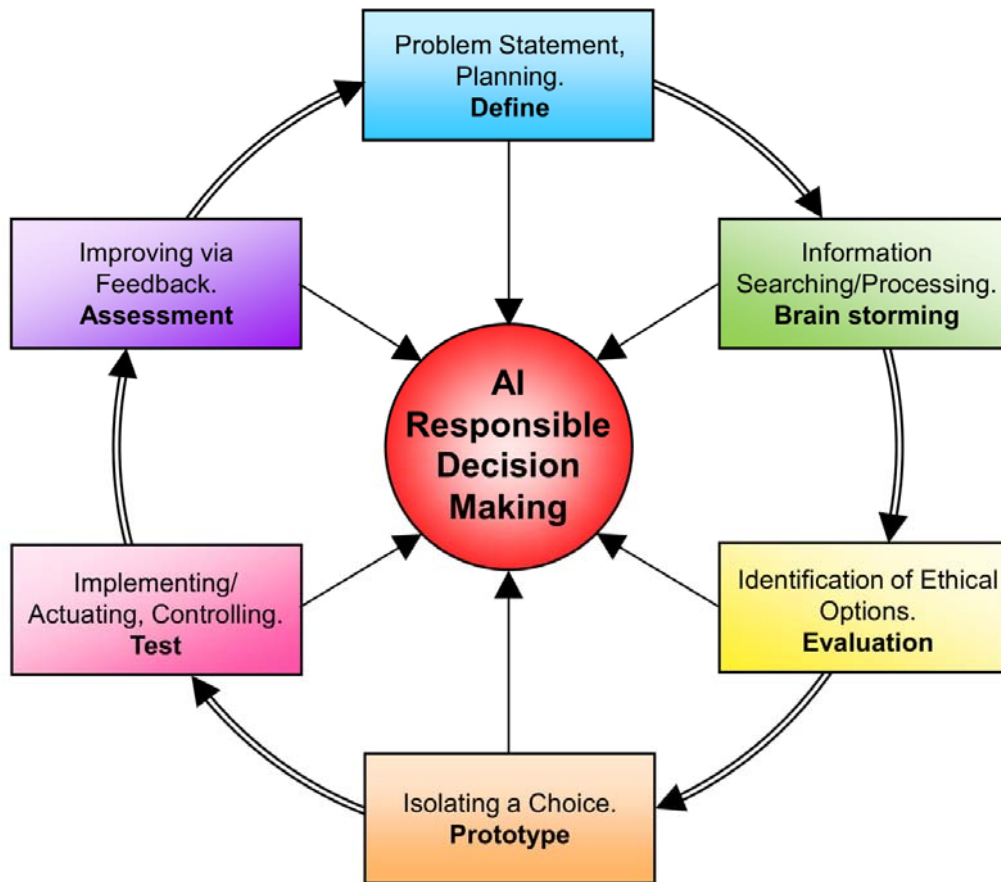 Problem Statement,
Planning.
Define
Information
Searching/Processing.
Brain storming
Identification of Ethical
Options.
Evaluation
Isolating a Choice.
Prototype
Implementing/
Actuating, Controlling.
Test
Improving via
Feedback.
Assessment
AI
Responsible
Decision
Making